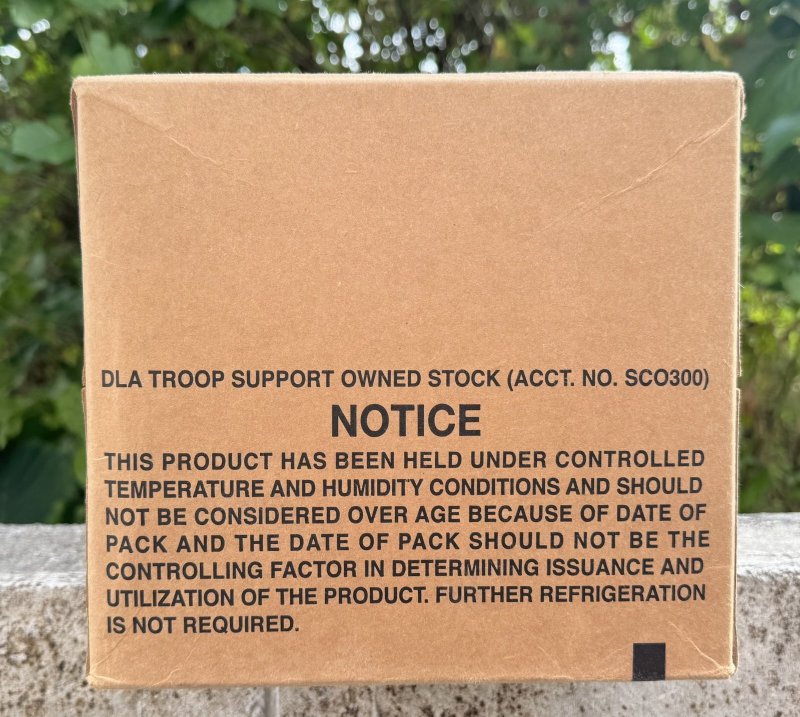 DLA TROOP SUPPORT OWNED STOCK (ACCT. NO. SCO300)
NOTICE
THIS PRODUCT HAS BEEN HELD UNDER CONTROLLED
TEMPERATURE AND HUMIDITY CONDITIONS AND SHOULD
NOT BE CONSIDERED OVER AGE BECAUSE OF DATE OF
PACK AND THE DATE OF PACK SHOULD NOT BE THE
CONTROLLING FACTOR IN DETERMINING ISSUANCE AND
UTILIZATION OF THE PRODUCT. FURTHER REFRIGERATION
IS NOT REQUIRED.